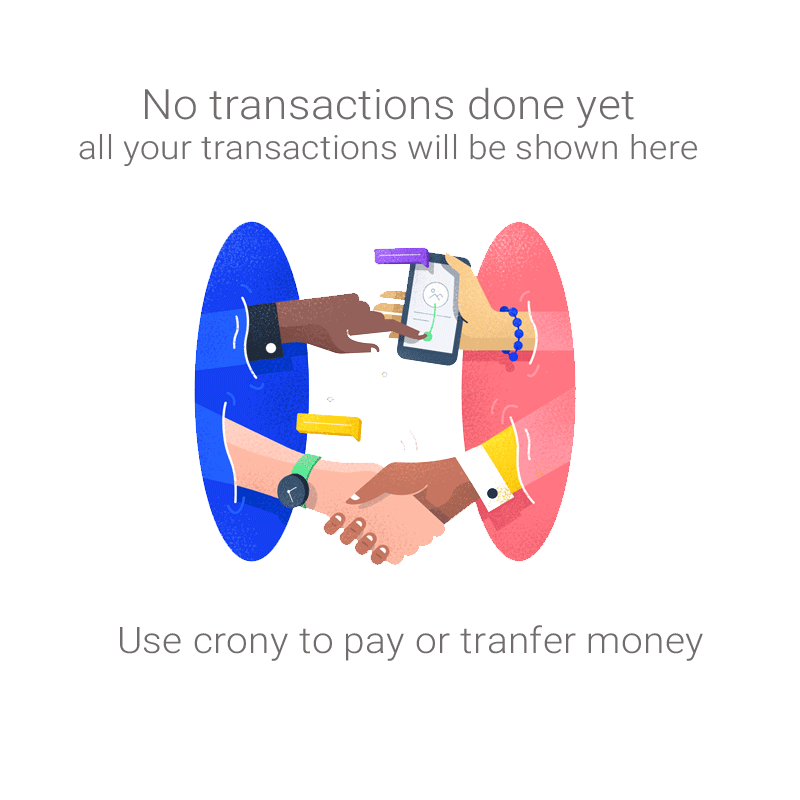 No transactions done yet
all your transactions will be shown here
Use crony to pay or tranfer money